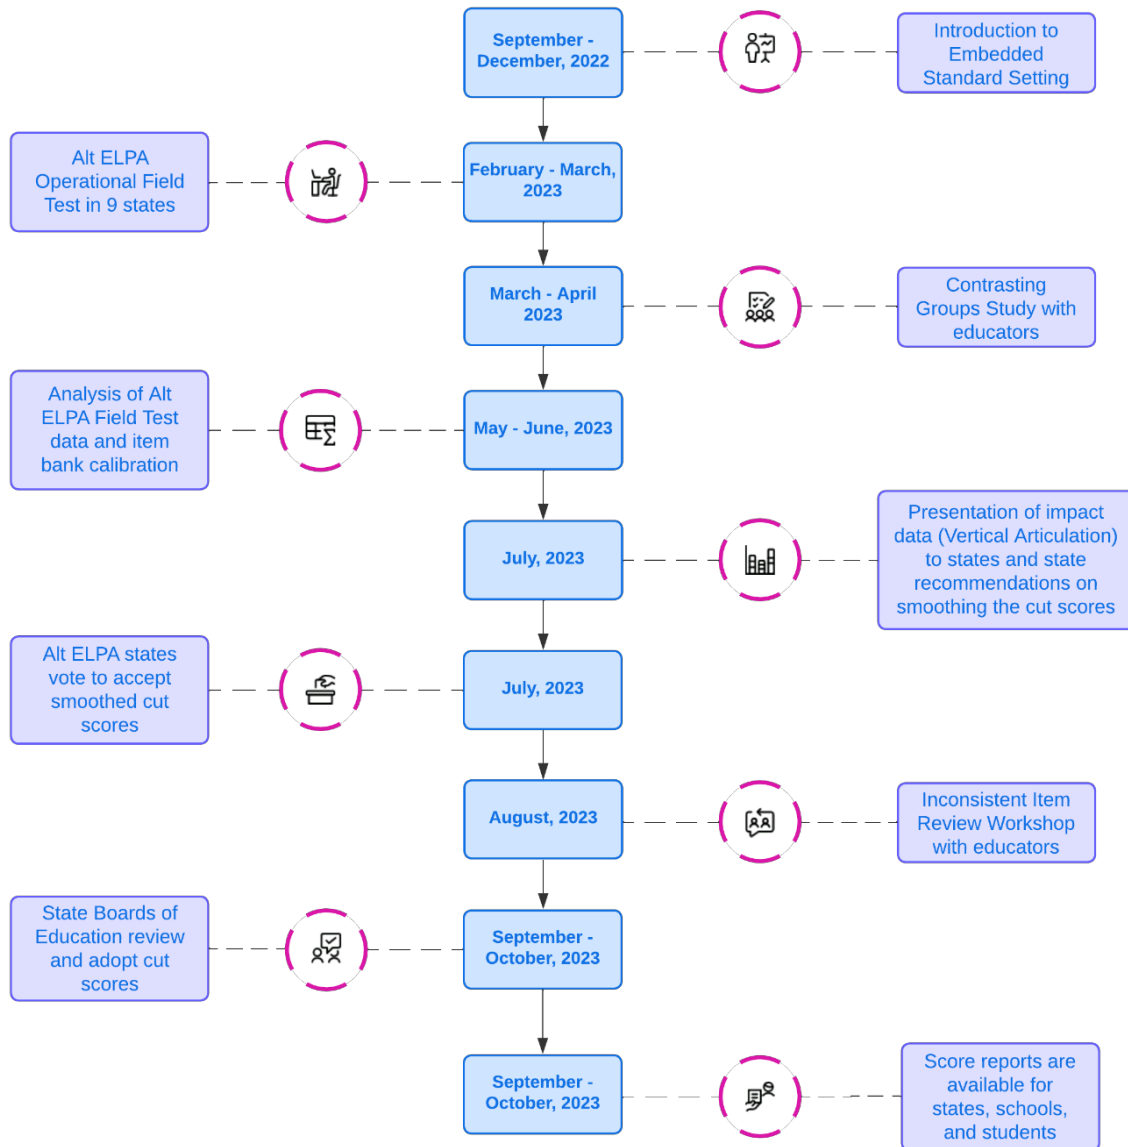 September -
December, 2022
Introduction to
Embedded
Standard Setting
Alt ELPA
Operational Field
Test in 9 states
February - March,
2023
March - April
2023
Contrasting
Groups Study with
educators
Analysis of Alt
ELPA Field Test
data and item
bank calibration
May - June, 2023
July, 2023
Presentation of impact
data (Vertical Articulation)
to states and state
recommendations on
smoothing the cut scores
Alt ELPA states
vote to accept
smoothed cut
scores
July, 2023
August, 2023
Inconsistent Item
Review Workshop
with educators
State Boards of
Education review
and adopt cut
scores
September -
October, 2023
September -
October, 2023
Score reports are
available for
states, schools,
and students